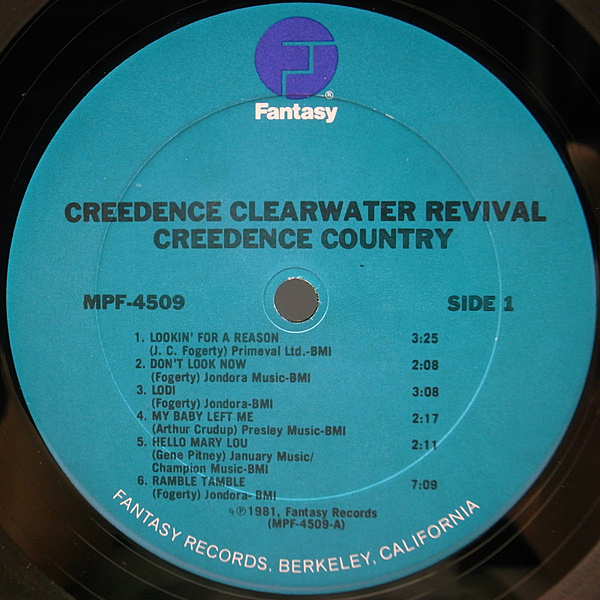 Fantasy®
CREEDENCE CLEARWATER REVIVAL
CREEDENCE COUNTRY
MPF-4509 SIDE 1
1. LOOKIN' FOR A REASON 3:25
(J. C. Fogerty) Primeval Ltd.-BMI
2. DON'T LOOK NOW 2:08
(Fogerty) Jondora Music-BMI
3. LODI 3:08
(Fogerty) Jondora-BMI
4. MY BABY LEFT ME 2:17
(Arthur Crudup) Presley Music-BMI
5. HELLO MARY LOU 2:11
(Gene Pitney) January Music/
Champion Music-BMI
6. RAMBLE TAMBLE 7:09
(Fogerty) Jondora- BMI
℗1981, Fantasy Records
(MPF-4509-A)
FANTASY RECORDS, BERKELEY, CALIFORNIA